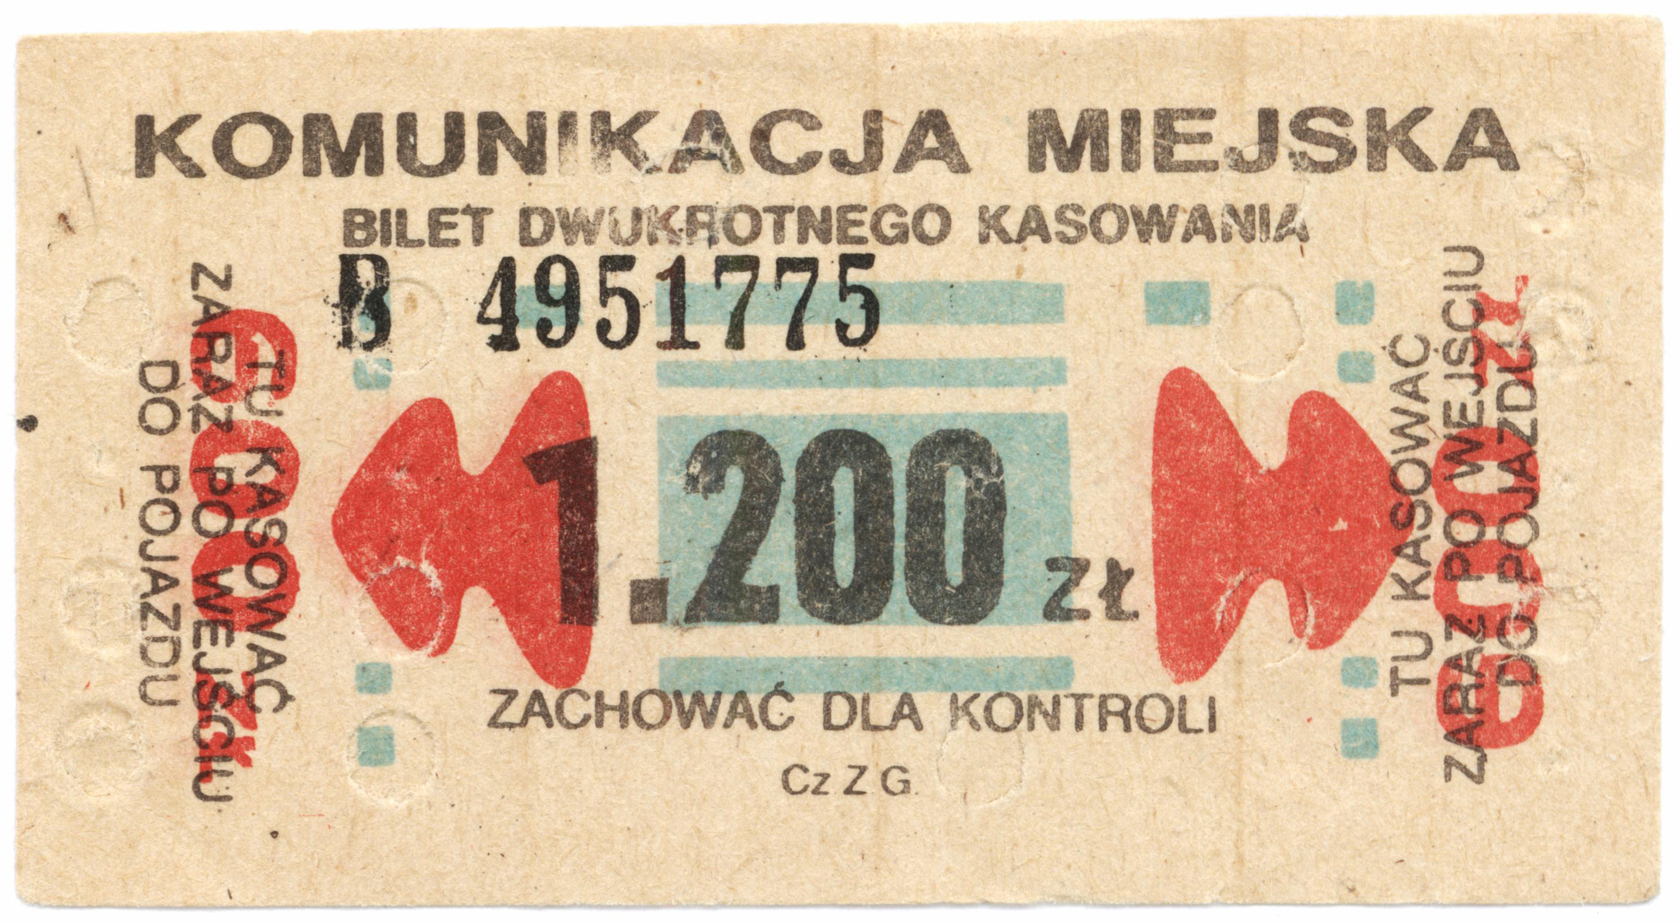 KOMUNIKACJA MIEJSKA
BILET DWUKROTNEGO KASOWANIA
B 4951775
1.200 ZŁ
ZACHOWAĆ DLA KONTROLI
Cz Z G.
TU KASOWAĆ
ZARAZ PO WEJŚCIU
DO POJAZDU
600 zł
TU KASOWAĆ
ZARAZ PO WEJŚCIU
DO POJAZDU
600 zł